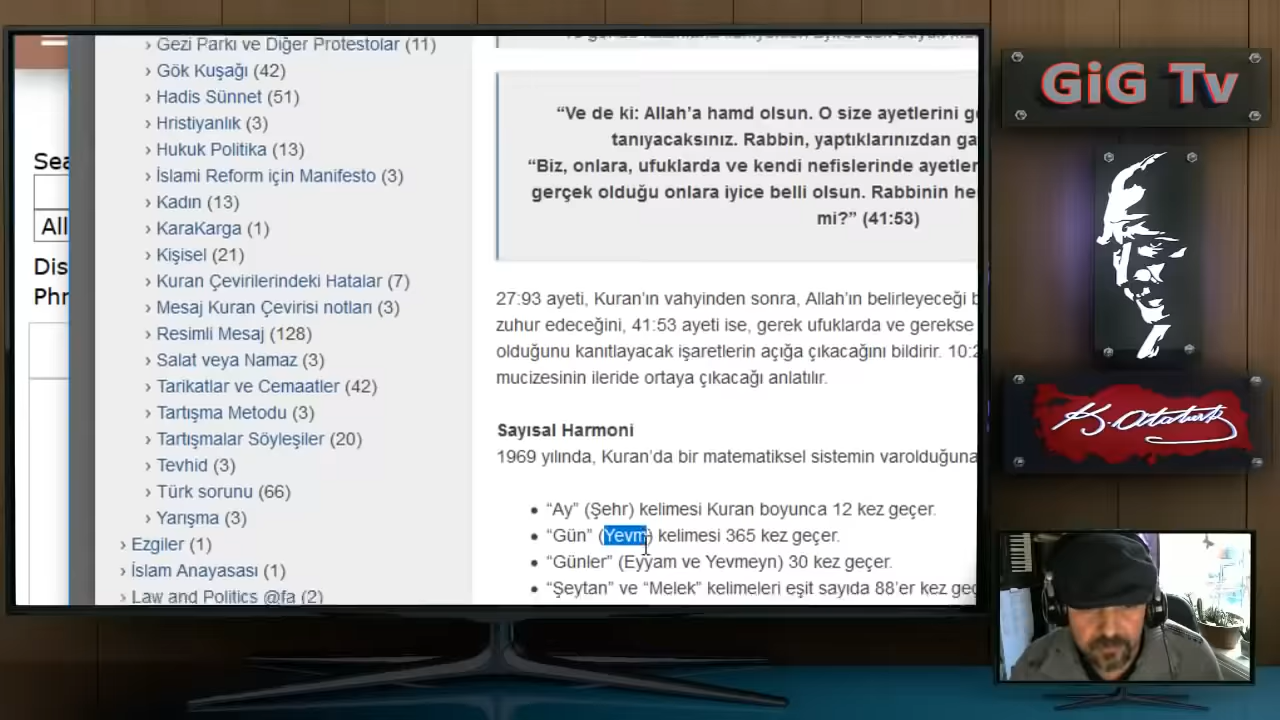 › Gezi Parkı ve Diğer Protestolar (11)
› Gök Kuşağı (42)
› Hadis Sünnet (51)
› Hristiyanlık (3)
› Hukuk Politika (13)
› İslami Reform için Manifesto (3)
› Kadın (13)
› KaraKarga (1)
› Kişisel (21)
› Kuran Çevirilerindeki Hatalar (7)
› Mesaj Kuran Çevirisi notları (3)
› Resimli Mesaj (128)
› Salat veya Namaz (3)
› Tarikatlar ve Cemaatler (42)
› Tartışma Metodu (3)
› Tartışmalar Söyleşiler (20)
› Tevhid (3)
› Türk sorunu (66)
› Yarışma (3)
› Ezgiler (1)
› İslam Anayasası (1)
› Law and Politics @fa (2)
Sea
All
Dis
Phr
“Ve de ki: Allah’a hamd olsun. O size ayetlerini
tanıyacaksınız. Rabbin, yaptıklarınızdan ga
“Biz, onlara, ufuklarda ve kendi nefislerinde ayetler
gerçek olduğu onlara iyice belli olsun. Rabbinin he
mi?” (41:53)
27:93 ayeti, Kuran’ın vahyinden sonra, Allah’ın belirleyeceği
zuhur edeceğini, 41:53 ayeti ise, gerek ufuklarda ve gerekse
olduğunu kanıtlayacak işaretlerin açığa çıkacağını bildirir. 10:2
mucizesinin ileride ortaya çıkacağı anlatılır.
Sayısal Harmoni
1969 yılında, Kuran’da bir matematiksel sistemin varolduğuna
• “Ay” (Şehr) kelimesi Kuran boyunca 12 kez geçer.
• “Gün” (Yevm) kelimesi 365 kez geçer.
• “Günler” (Eyyam ve Yevmeyn) 30 kez geçer.
• “Şeytan” ve “Melek” kelimeleri eşit sayıda 88’er kez geç
GiG Tv
K. Atatürk